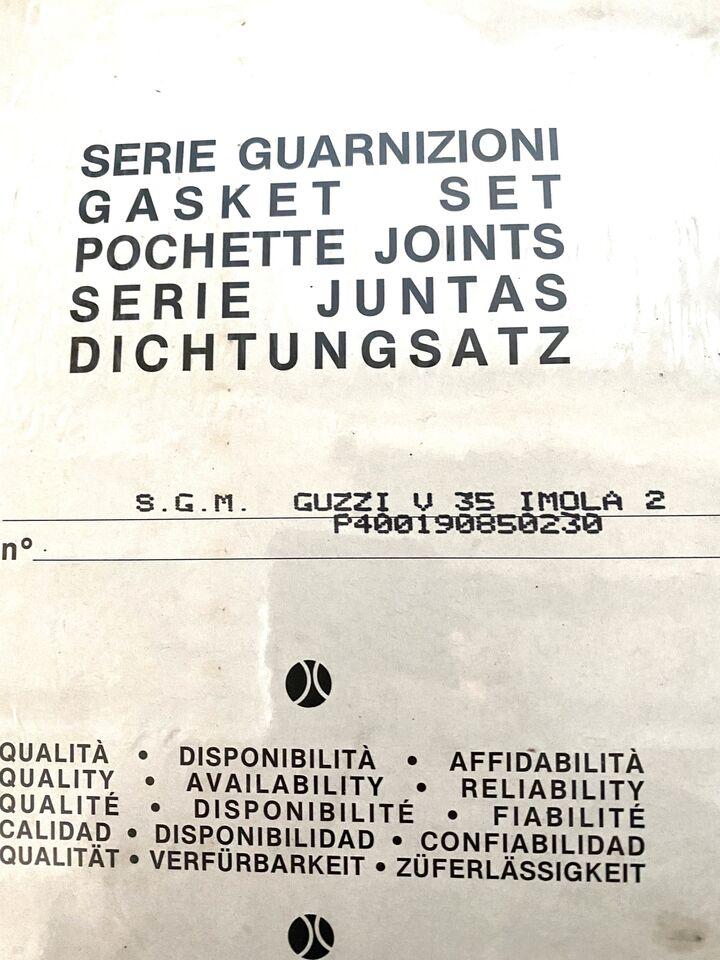 SERIE GUARNIZIONI
GASKET SET
POCHETTE JOINTS
SERIE JUNTAS
DICHTUNGSATZ
S.G.M. GUZZI V 35 IMOLA 2
P400190850230
n°
QUALITÀ • DISPONIBILITÀ • AFFIDABILITÀ
QUALITY • AVAILABILITY • RELIABILITY
QUALITÉ • DISPONIBILITÉ • FIABILITÉ
CALIDAD • DISPONIBILIDAD • CONFIABILIDAD
QUALITÄT • VERFÜRBARKEIT • ZÜFERLÄSSIGKEIT